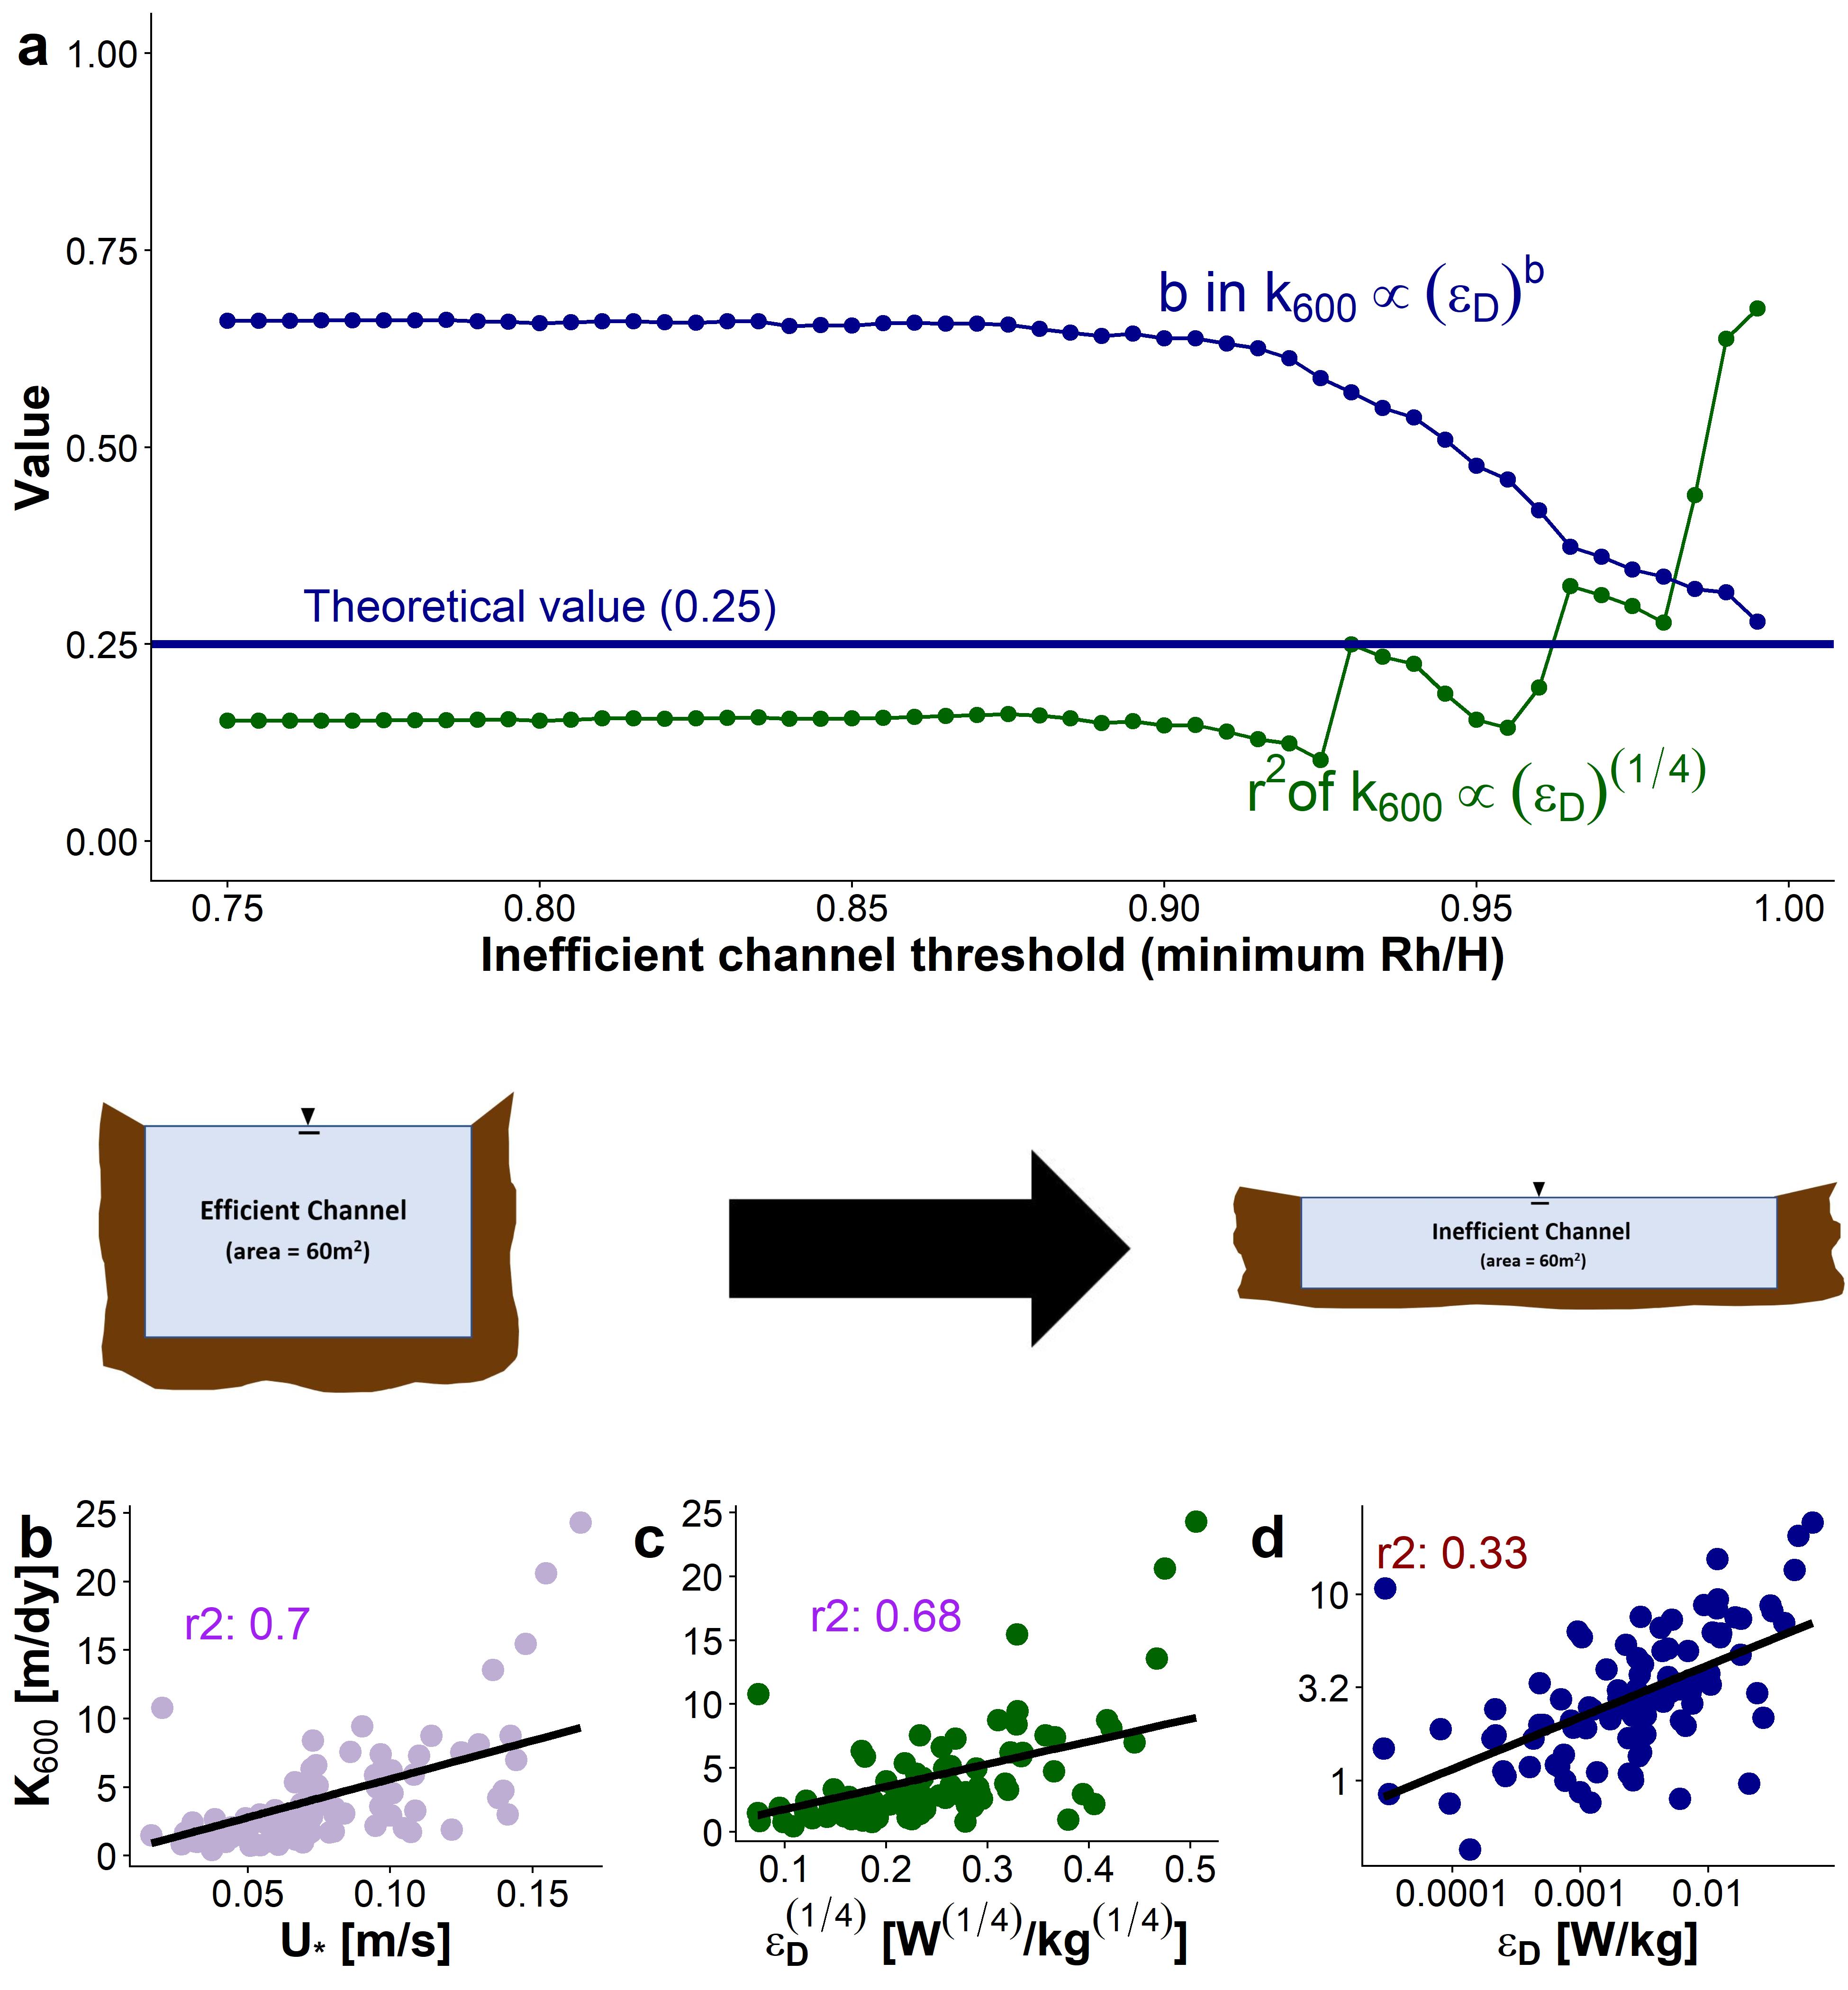 a
1.00
0.75
0.50
0.25
0.00
Value
b in k600 ∝ (εD)^b
Theoretical value (0.25)
r² of k600 ∝ (εD)^(1/4)
0.75 0.80 0.85 0.90 0.95 1.00
Inefficient channel threshold (minimum Rh/H)
Efficient Channel
(area = 60m²)
Inefficient Channel
(area = 60m²)
b
25
20
15
10
5
0
K600 [m/dy]
r2: 0.7
0.05 0.10 0.15
U* [m/s]
c
25
20
15
10
5
0
r2: 0.68
0.1 0.2 0.3 0.4 0.5
εD^(1/4) [W^(1/4)/kg^(1/4)]
d
r2: 0.33
10
3.2
1
0.0001 0.001 0.01
εD [W/kg]